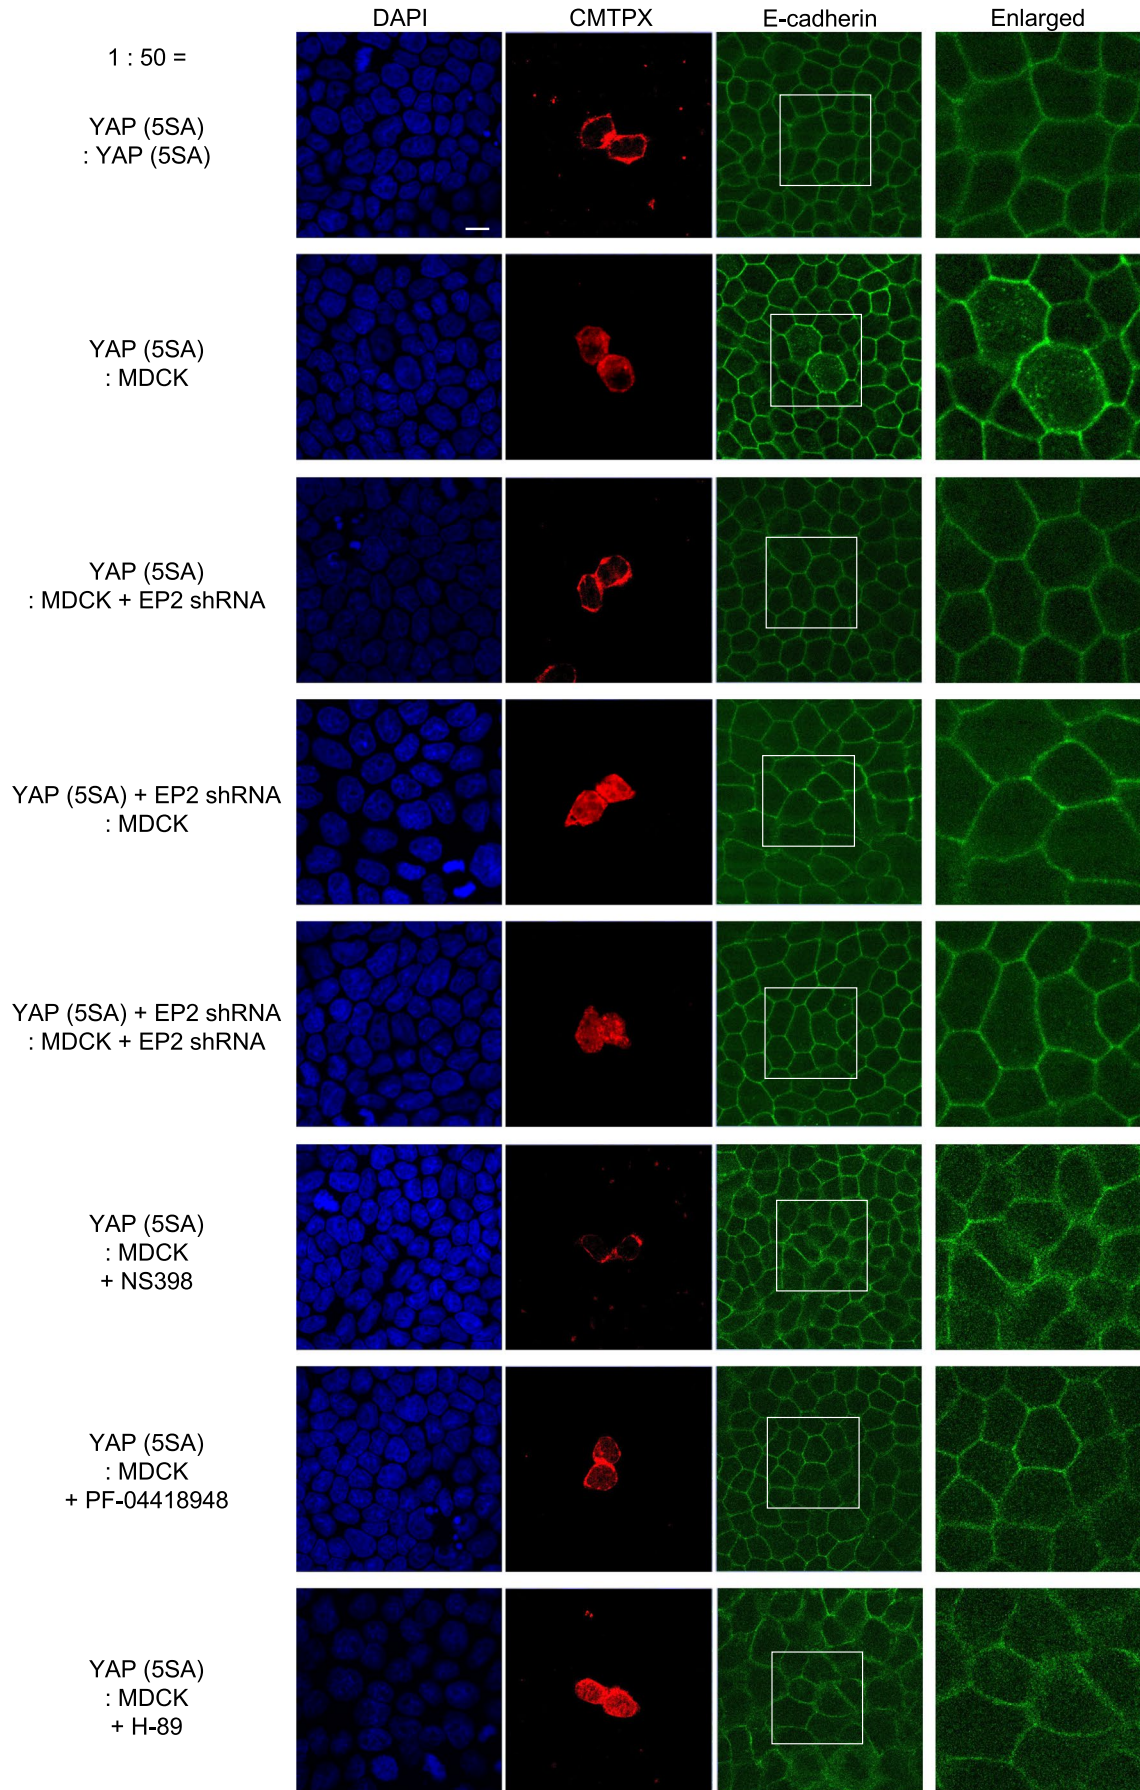 DAPI CMTPX E-cadherin Enlarged
1 : 50 =
YAP (5SA)
: YAP (5SA)
YAP (5SA)
: MDCK
YAP (5SA)
: MDCK + EP2 shRNA
YAP (5SA) + EP2 shRNA
: MDCK
YAP (5SA) + EP2 shRNA
: MDCK + EP2 shRNA
YAP (5SA)
: MDCK
+ NS398
YAP (5SA)
: MDCK
+ PF-04418948
YAP (5SA)
: MDCK
+ H-89